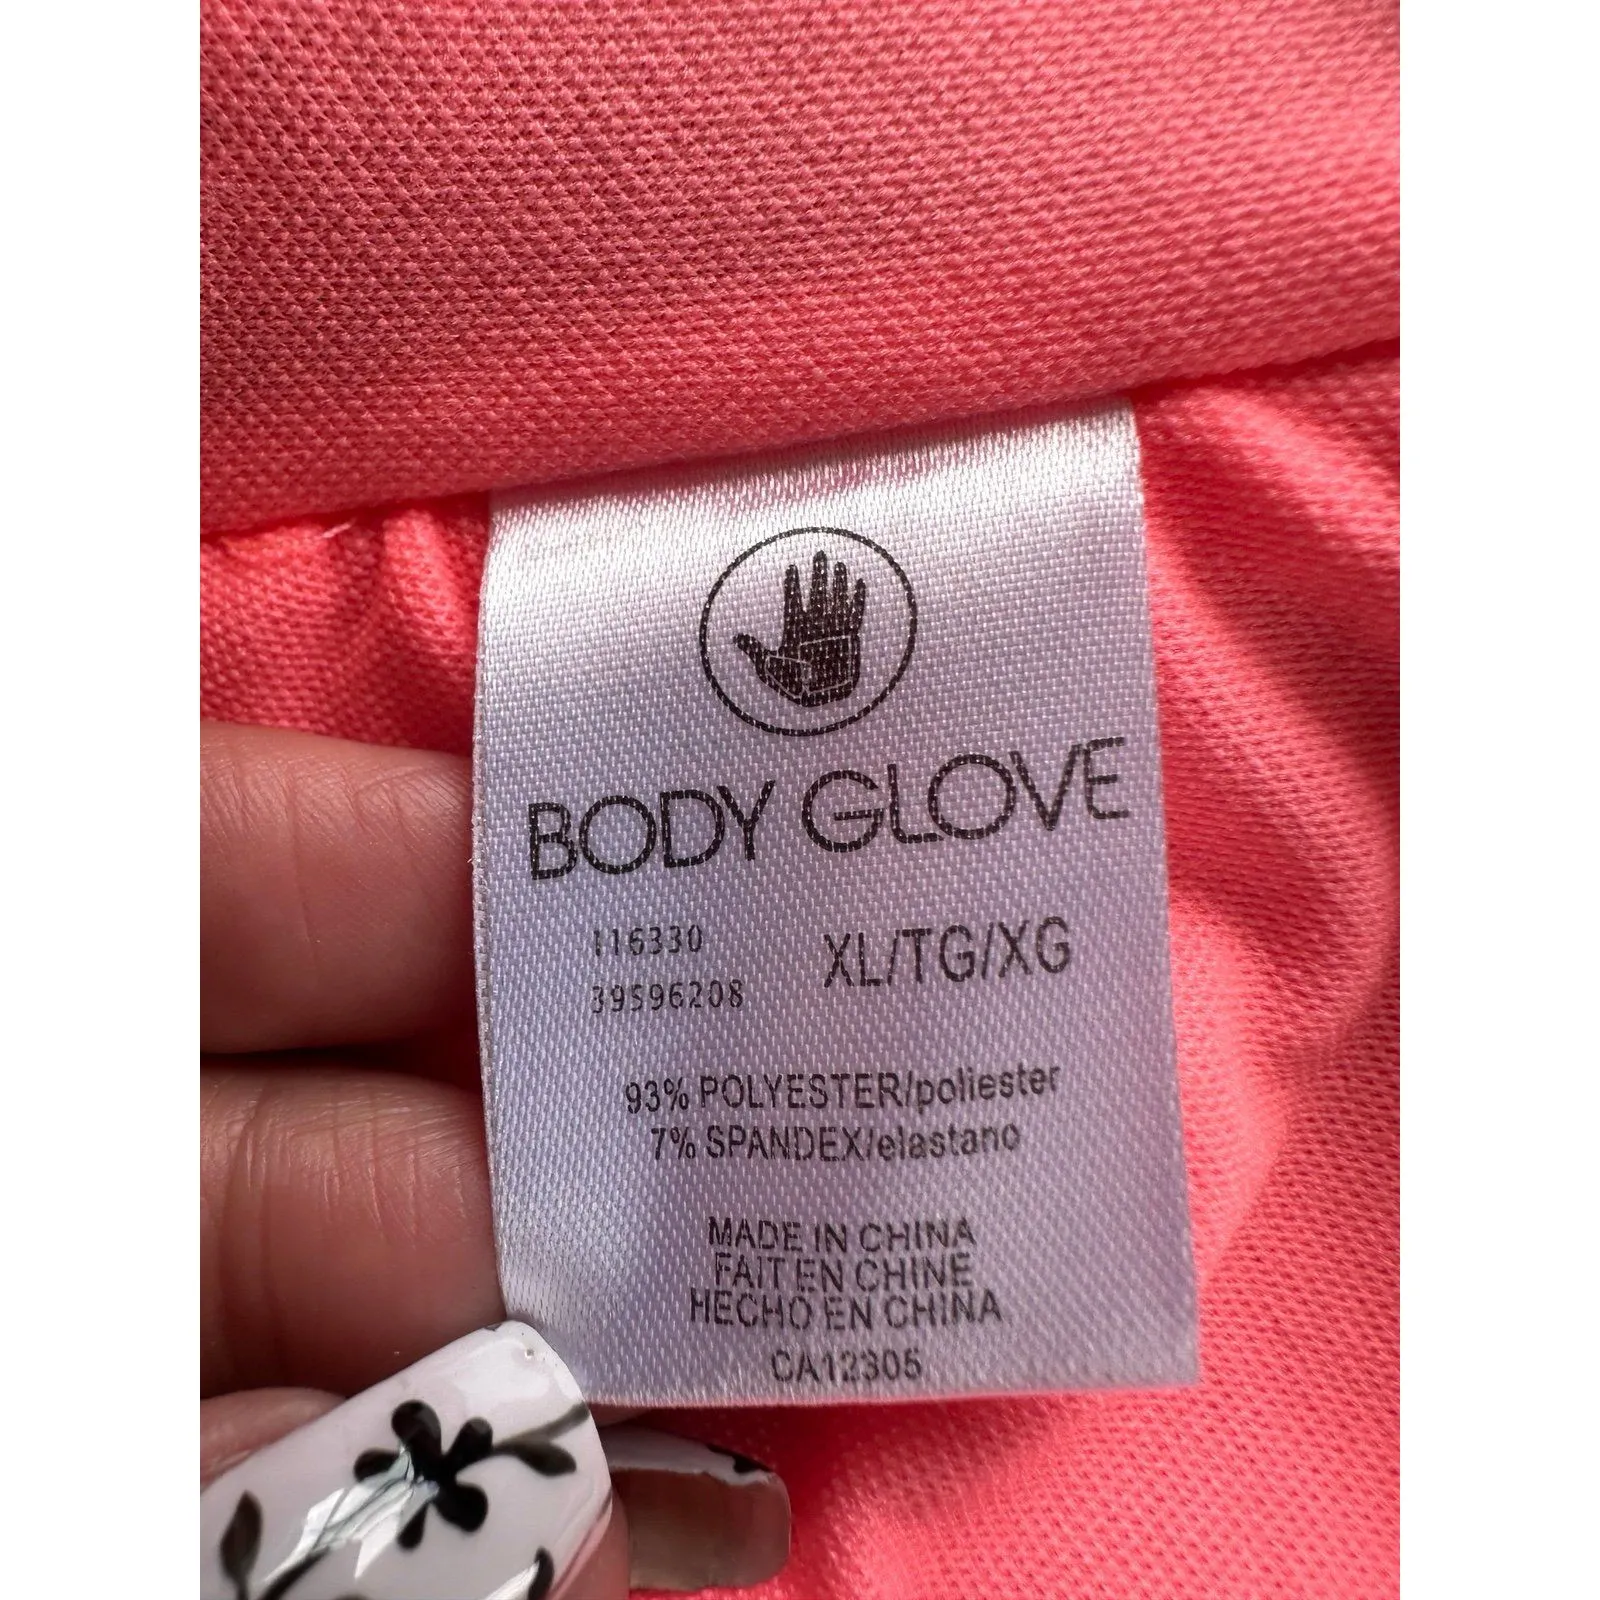 BODY GLOVE
116330
XL/TG/XG
39596208
93% POLYESTER/poliester
7% SPANDEX/elastano
MADE IN CHINA
FAIT EN CHINE
HECHO EN CHINA
CA12305